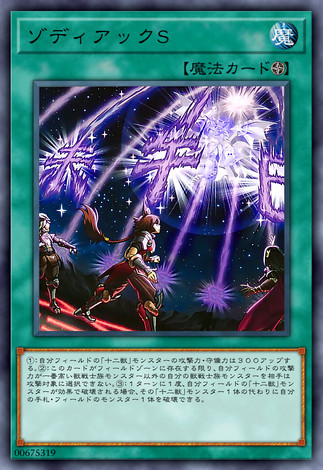 ゾディアックS
魔
【魔法カード】
①:自分フィールドの「十二獣」モンスターの攻撃力・守備力は300アップす
る。②:このカードがフィールドゾーンに存在する限り、自分フィールドの攻撃
力が一番高い獣戦士族モンスター以外の自分の獣戦士族モンスターを相手は
攻撃対象に選択できない。③:1ターンに1度、自分フィールドの獣戦士族モン
スターが効果で破壊される場合、その1体の代わりに自分
の手札・フィールドのモンスター1体を破壊できる。
00675319